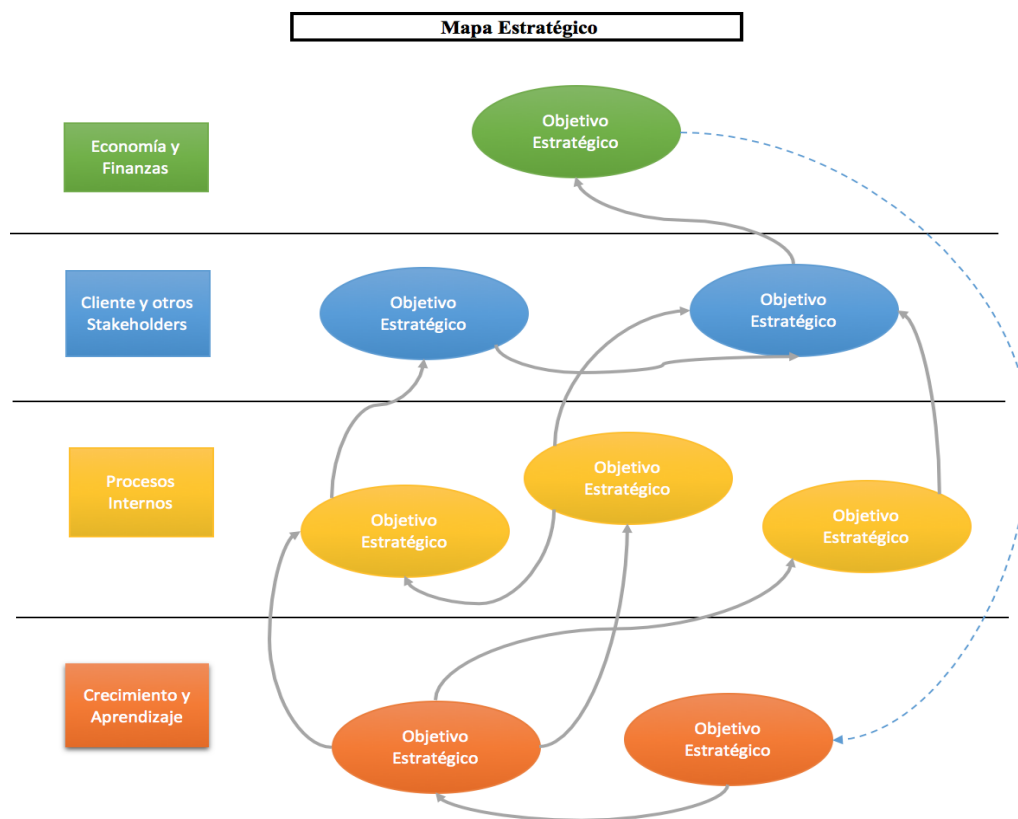 Mapa Estratégico
Objetivo
Estratégico
Economía y
Finanzas
Cliente y otros
Stakeholders
Objetivo
Estratégico
Objetivo
Estratégico
Procesos
Internos
Objetivo
Estratégico
Objetivo
Estratégico
Objetivo
Estratégico
Crecimiento y
Aprendizaje
Objetivo
Estratégico
Objetivo
Estratégico